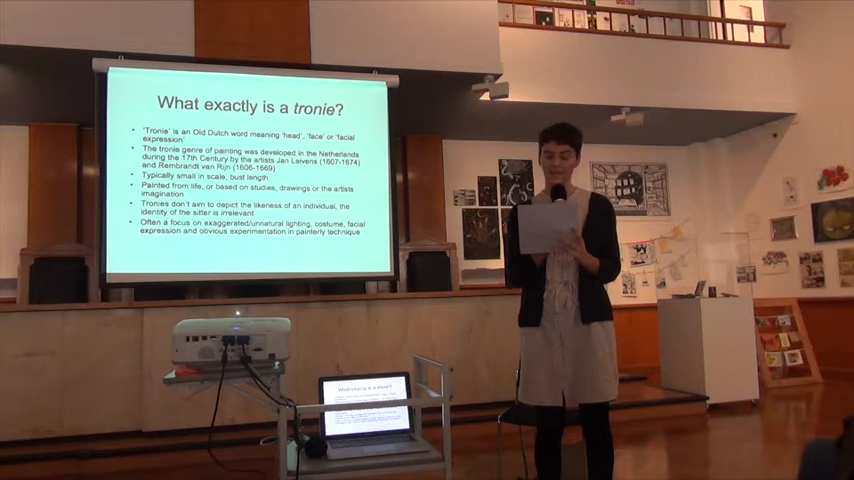 What exactly is a tronie?
• 'Tronie' is an Old Dutch word meaning 'head', 'face' or 'facial
expression'
• The tronie genre of painting was developed in the Netherlands
during the 17th Century by the artists Jan Leivens (1607-1674)
and Rembrandt van Rijn (1606-1669)
• Typically small in scale, bust length
• Painted from life, or based on studies, drawings or the artists
imagination
• Tronies don't aim to depict the likeness of an individual, the
identity of the sitter is irrelevant
• Often a focus on exaggerated/unnatural lighting, costume, facial
expression and obvious experimentation in painterly technique
What exactly is a tronie?